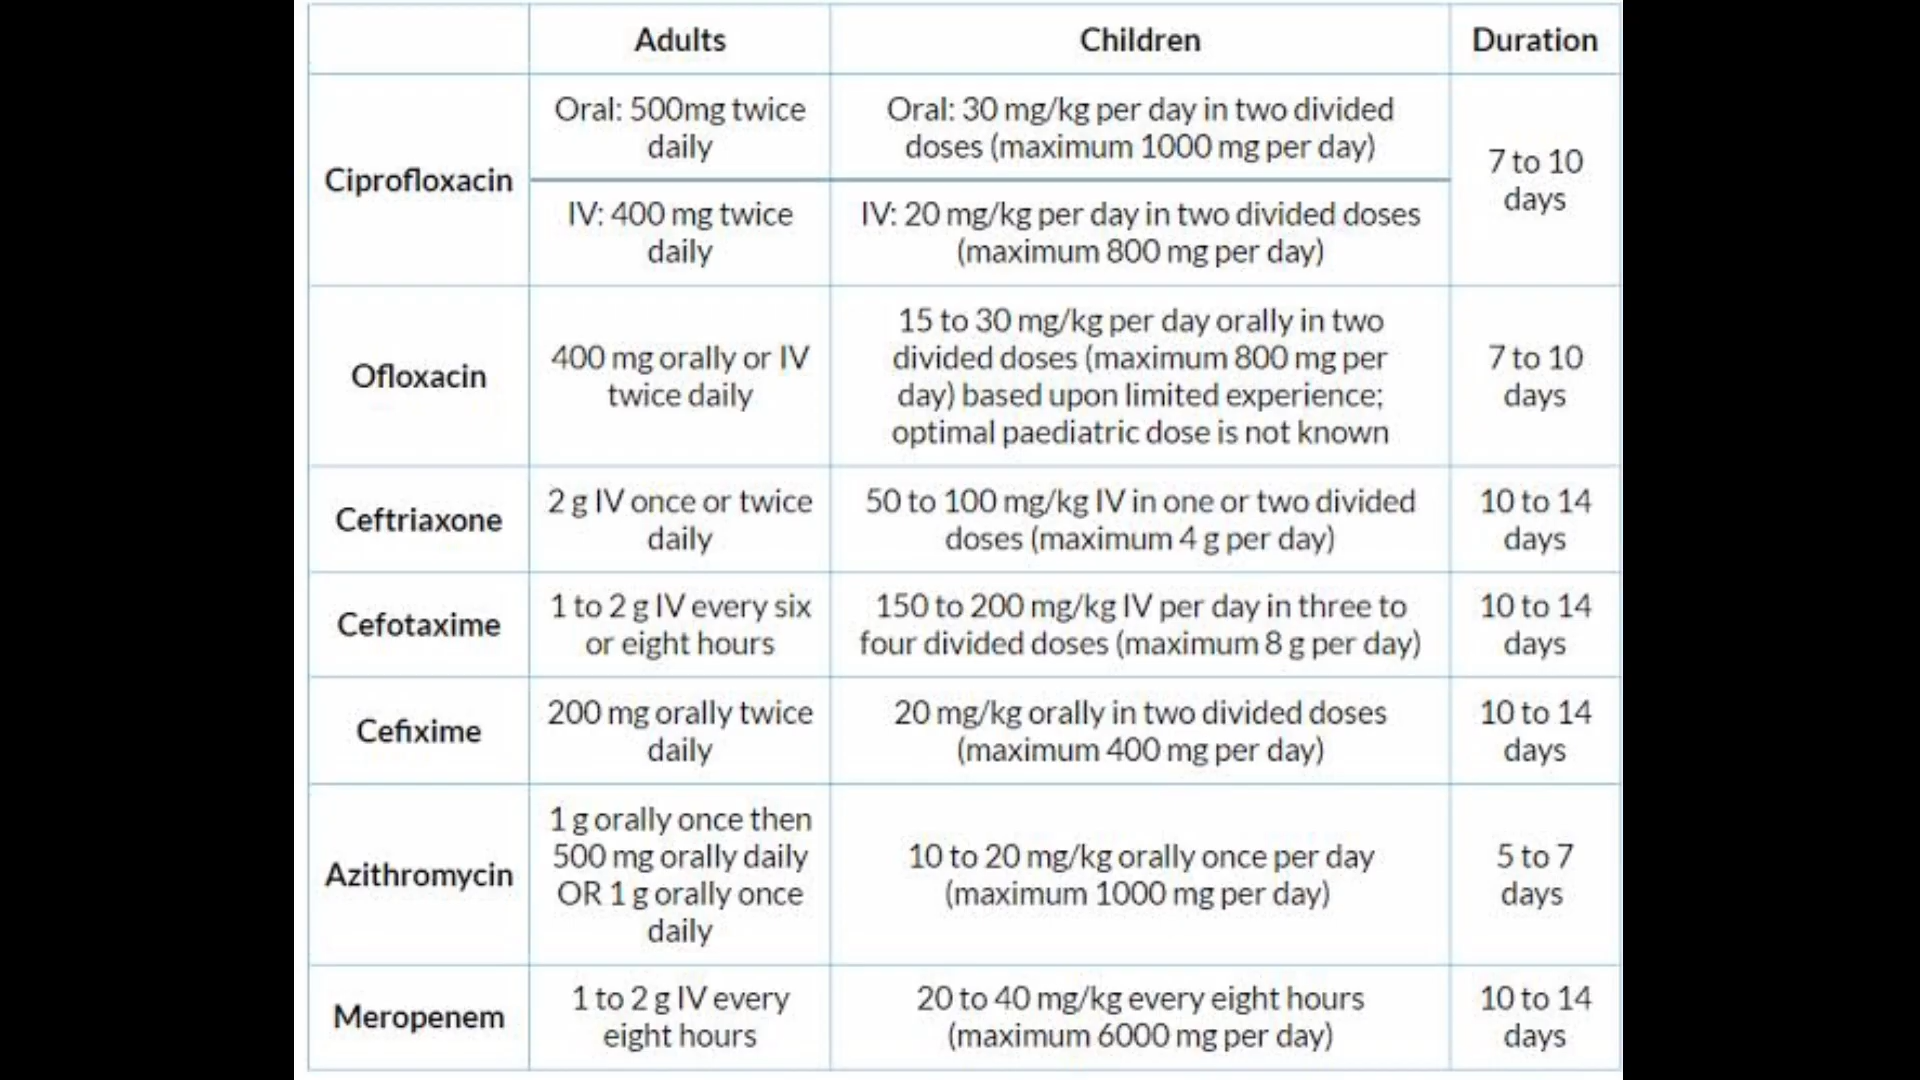 Adults
Children
Duration
Ciprofloxacin
Oral: 500mg twice
daily
Oral: 30 mg/kg per day in two divided
doses (maximum 1000 mg per day)
7 to 10
days
IV: 400 mg twice
daily
IV: 20 mg/kg per day in two divided doses
(maximum 800 mg per day)
Ofloxacin
400 mg orally or IV
twice daily
15 to 30 mg/kg per day orally in two
divided doses (maximum 800 mg per
day) based upon limited experience;
optimal paediatric dose is not known
7 to 10
days
Ceftriaxone
2 g IV once or twice
daily
50 to 100 mg/kg IV in one or two divided
doses (maximum 4 g per day)
10 to 14
days
Cefotaxime
1 to 2 g IV every six
or eight hours
150 to 200 mg/kg IV per day in three to
four divided doses (maximum 8 g per day)
10 to 14
days
Cefixime
200 mg orally twice
daily
20 mg/kg orally in two divided doses
(maximum 400 mg per day)
10 to 14
days
Azithromycin
1 g orally once then
500 mg orally daily
OR 1 g orally once
daily
10 to 20 mg/kg orally once per day
(maximum 1000 mg per day)
5 to 7
days
Meropenem
1 to 2 g IV every
eight hours
20 to 40 mg/kg every eight hours
(maximum 6000 mg per day)
10 to 14
days